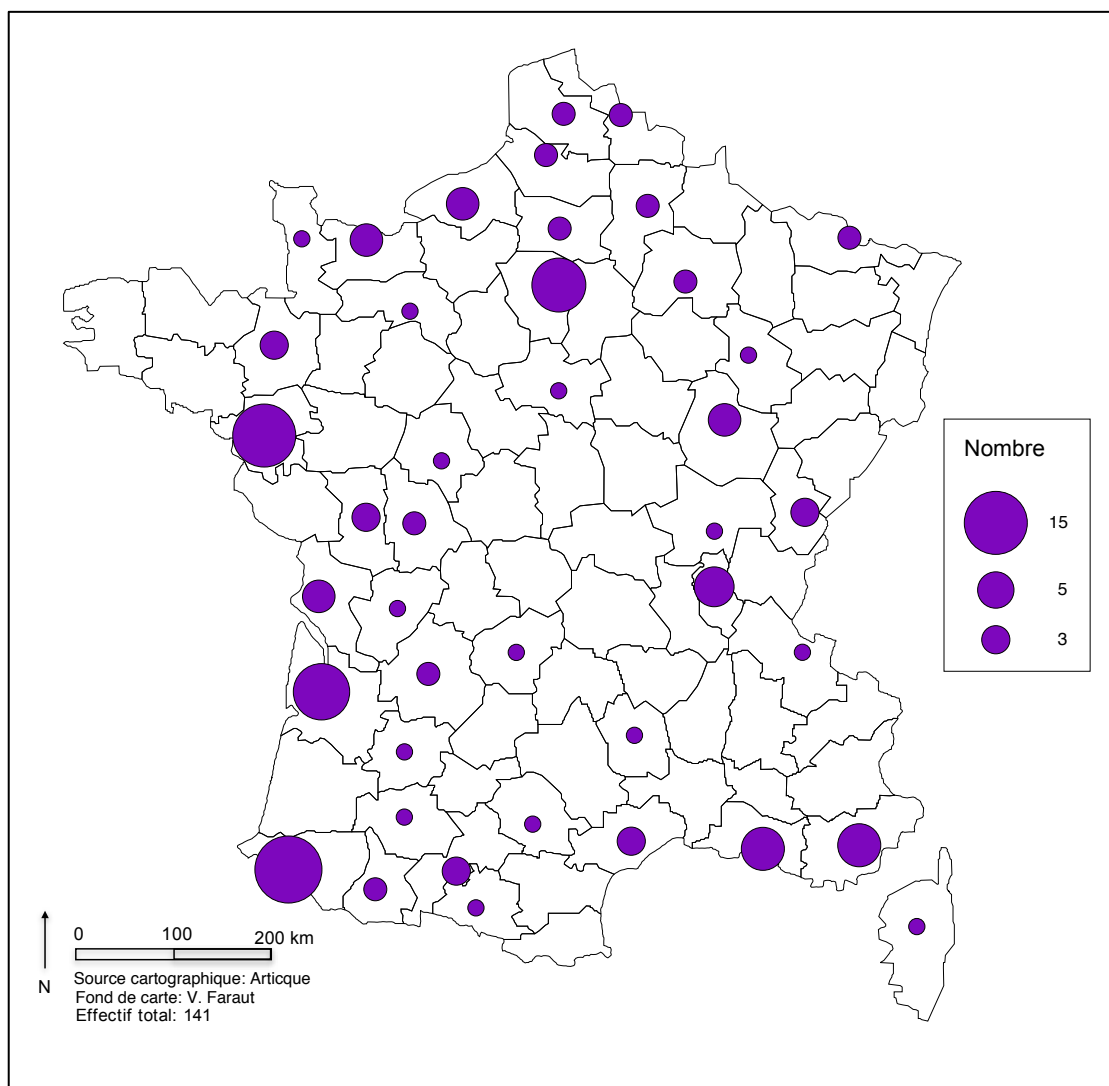 Nombre
15
5
3
0 100 200 km
N
Source cartographique: Articque
Fond de carte: V. Faraut
Effectif total: 141